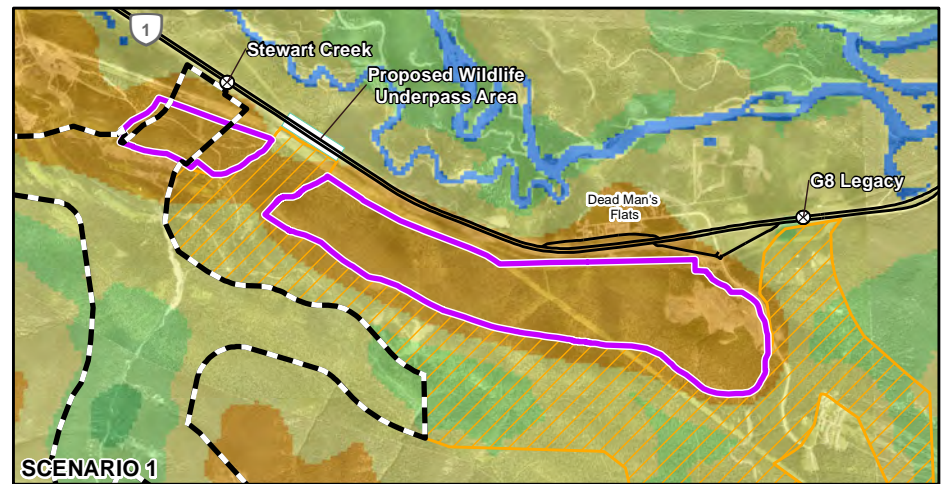 1
Stewart Creek
Proposed Wildlife
Underpass Area
G8 Legacy
Dead Man's
Flats
SCENARIO 1